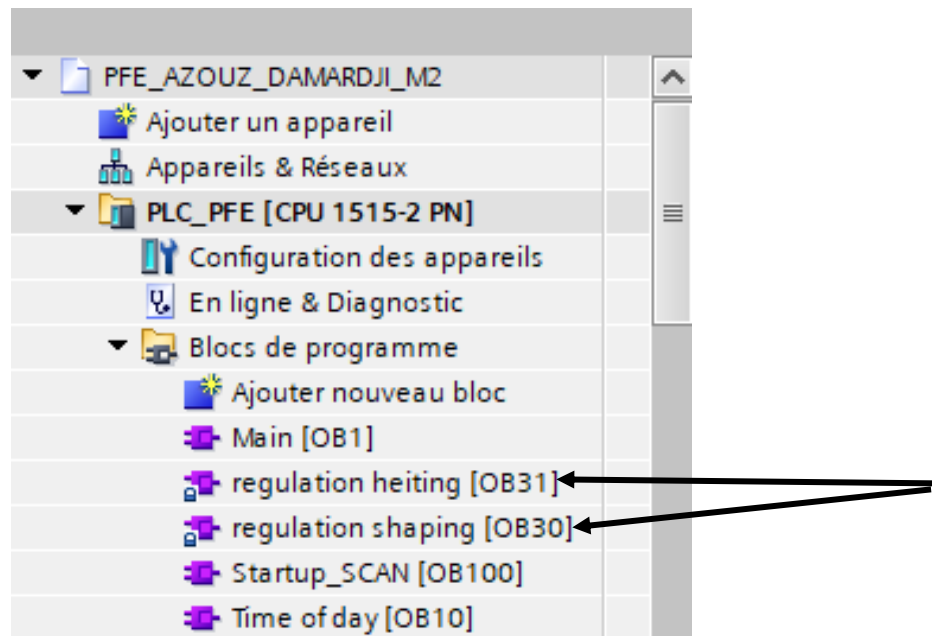 PFE_AZOUZ_DAMARDJI_M2
Ajouter un appareil
Appareils & Réseaux
PLC_PFE [CPU 1515-2 PN]
Configuration des appareils
En ligne & Diagnostic
Blocs de programme
Ajouter nouveau bloc
Main [OB1]
regulation heiting [OB31]
regulation shaping [OB30]
Startup_SCAN [OB100]
Time of day [OB10]